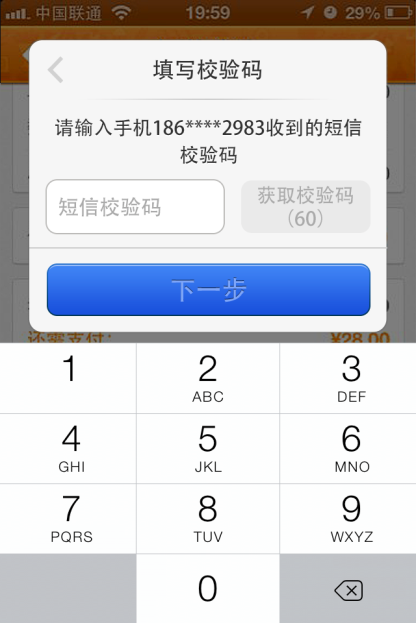 中国联通 19:59 29%
填写校验码
请输入手机186****2983收到的短信
校验码
短信校验码
获取校验码
（60）
下一步
还需支付： ¥28.00
1
2
ABC
3
DEF
4
GHI
5
JKL
6
MNO
7
PQRS
8
TUV
9
WXYZ
0